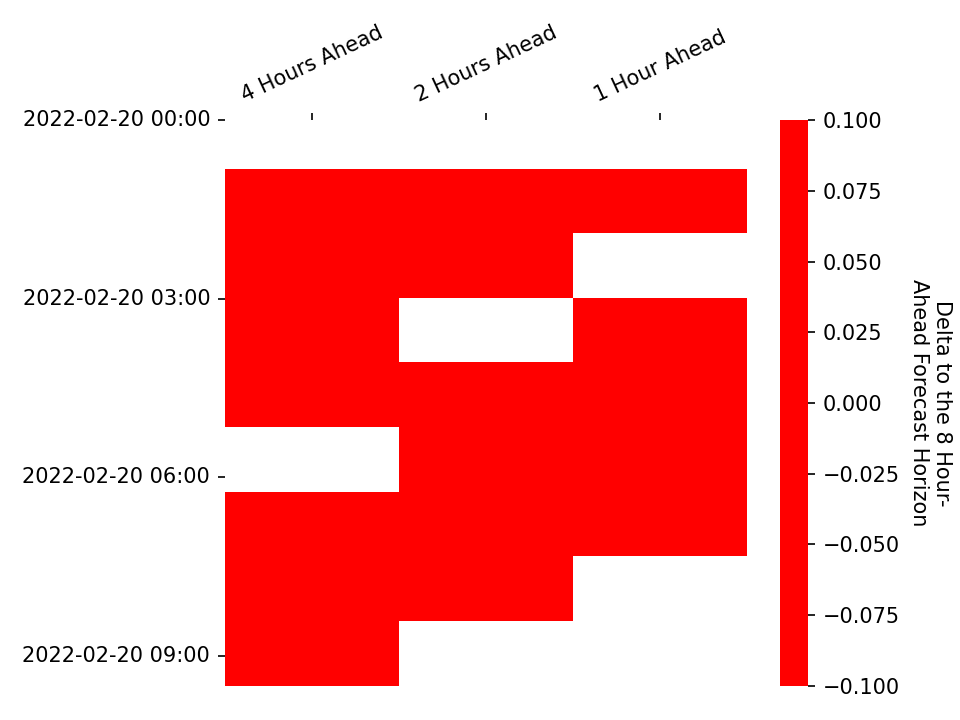 4 Hours Ahead
2 Hours Ahead
1 Hour Ahead
2022-02-20 00:00
2022-02-20 03:00
2022-02-20 06:00
2022-02-20 09:00
0.100
0.075
0.050
0.025
0.000
−0.025
−0.050
−0.075
−0.100
Delta to the 8 Hour-
Ahead Forecast Horizon